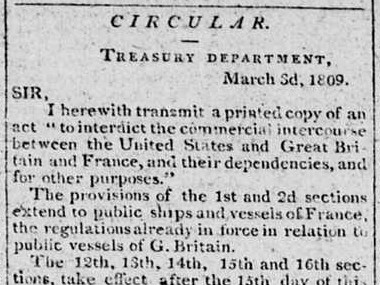 CIRCULAR.
TREASURY DEPARTMENT,
March 3d, 1809.
SIR,
I herewith transmit a printed copy of an
act "to interdict the commercial intercourse
between the United States and Great Bri-
tain and France, and their dependencies, and
for other purposes."
The provisions of the 1st and 2d sections
extend to public ships and vessels of France,
the regulations already in force in relation to
public vessels of G. Britain.
The 12th, 13th, 14th, 15th and 16th sec-
tions, take effect after the 15th day of this